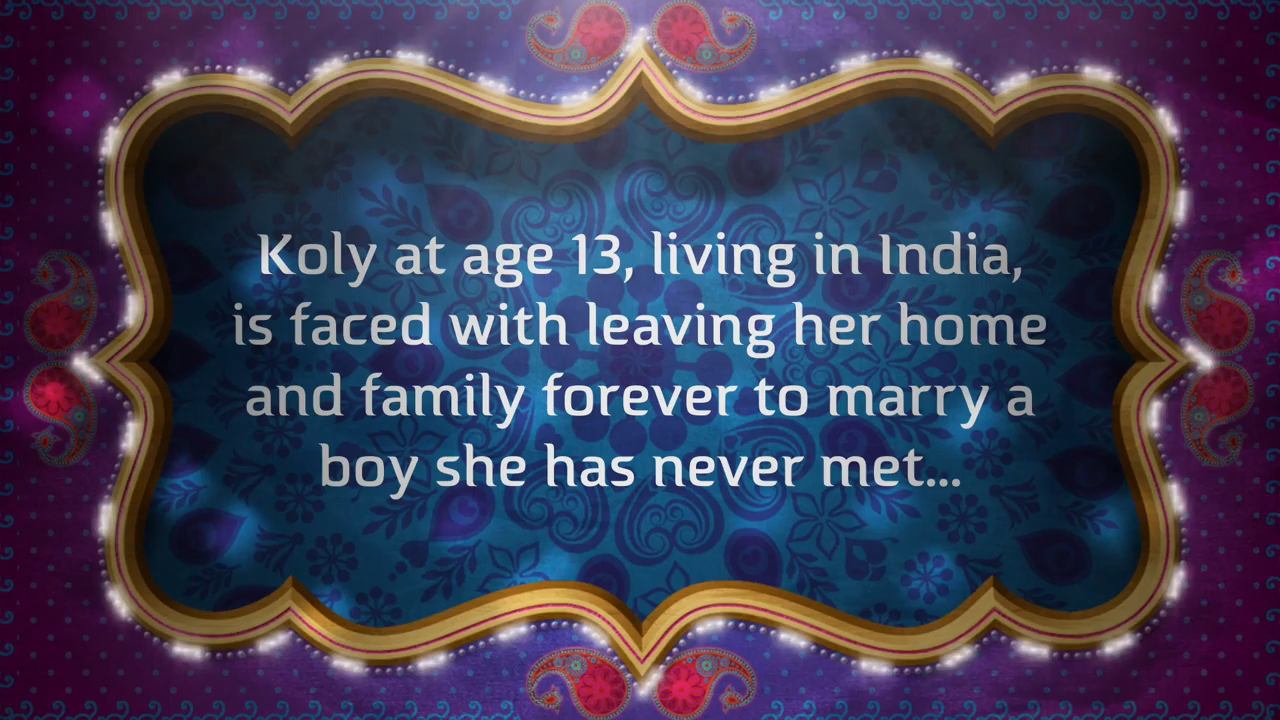 Koly at age 13, living in India,
is faced with leaving her home
and family forever to marry a
boy she has never met...